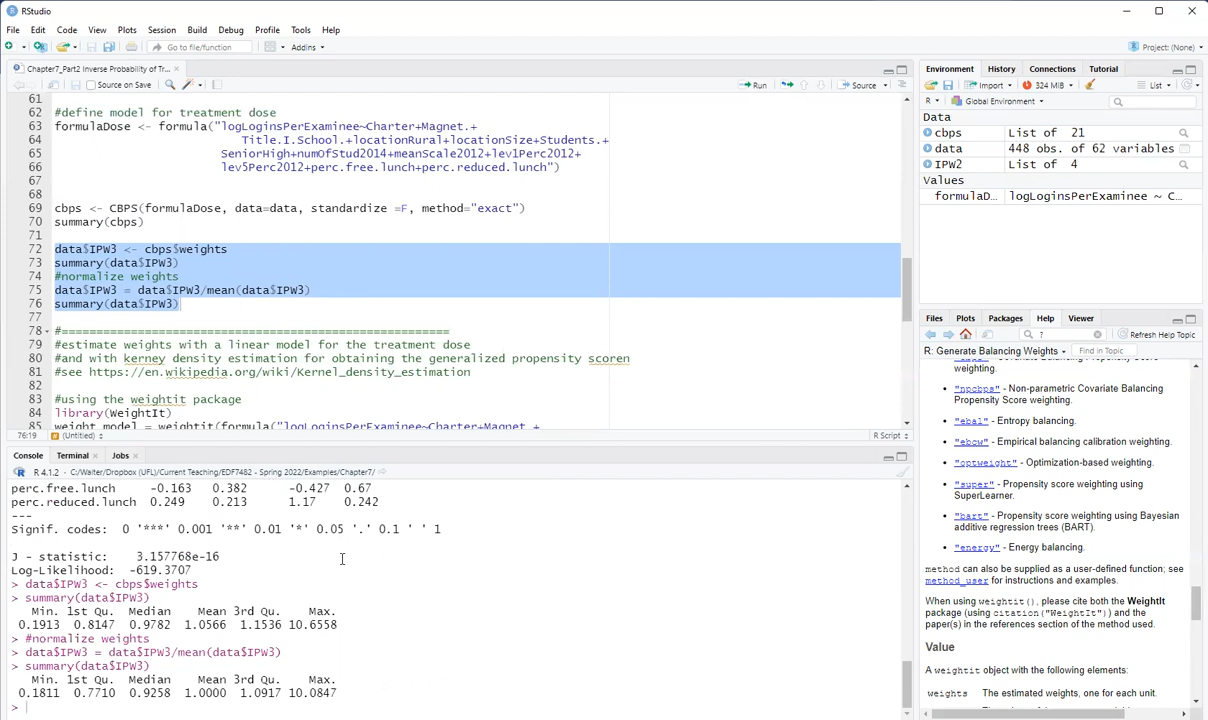 RStudio
File Edit Code View Plots Session Build Debug Profile Tools Help
Go to file/function
Addins
Project: (None)
Chapter7_Part2 Inverse Probability of Tr...
Source on Save
Run
Source
61
62 #define model for treatment dose
63 formulaDose <- formula("logLoginsPerExaminee~Charter+Magnet.+
64 Title.I.School.+locationRural+locationSize+Students.+
65 SeniorHigh+numOfStud2014+meanScale2012+lev1Perc2012+
66 lev5Perc2012+perc.free.lunch+perc.reduced.lunch")
67
68
69 cbps <- CBPS(formulaDose, data=data, standardize =F, method="exact")
70 summary(cbps)
71
72 data$IPW3 <- cbps$weights
73 summary(data$IPW3)
74 #normalize weights
75 data$IPW3 = data$IPW3/mean(data$IPW3)
76 summary(data$IPW3)
77
78 #=======================================================
79 #estimate weights with a linear model for the treatment dose
80 #and with kerney density estimation for obtaining the generalized propensity scoren
81 #see https://en.wikipedia.org/wiki/Kernel_density_estimation
82
83 #using the weightit package
84 library(WeightIt)
85 weight.model = weightit(formula("logLoginsPerExaminee~Charter+Magnet.+
76:19 (Untitled) R Script
Console Terminal Jobs
R 4.1.2 · C:/Walter/Dropbox (UFL)/Current Teaching/EDF7482 - Spring 2022/Examples/Chapter7/
perc.free.lunch -0.163 0.382 -0.427 0.67
perc.reduced.lunch 0.249 0.213 1.17 0.242
---
Signif. codes: 0 '***' 0.001 '**' 0.01 '*' 0.05 '.' 0.1 ' ' 1
J - statistic: 3.157768e-16
Log-Likelihood: -619.3707
> data$IPW3 <- cbps$weights
> summary(data$IPW3)
Min. 1st Qu. Median Mean 3rd Qu. Max.
0.1913 0.8147 0.9782 1.0566 1.1536 10.6558
> #normalize weights
> data$IPW3 = data$IPW3/mean(data$IPW3)
> summary(data$IPW3)
Min. 1st Qu. Median Mean 3rd Qu. Max.
0.1811 0.7710 0.9258 1.0000 1.0917 10.0847
>
Environment History Connections Tutorial
Import 324 MiB List
R Global Environment
Data
cbps List of 21
data 448 obs. of 62 variables
IPW2 List of 4
Values
formulaD... logLoginsPerExaminee ~ C...
Files Plots Packages Help Viewer
? Refresh Help Topic
R: Generate Balancing Weights Find in Topic
weighting.
"npcbps" - Non-parametric Covariate Balancing
Propensity Score weighting.
"ebal" - Entropy balancing.
"ebcw" - Empirical balancing calibration weighting.
"optweight" - Optimization-based weighting.
"super" - Propensity score weighting using
SuperLearner.
"bart" - Propensity score weighting using Bayesian
additive regression trees (BART).
"energy" - Energy balancing.
method can also be supplied as a user-defined function; see
method_user for instructions and examples.
When using weightit(), please cite both the WeightIt
package (using citation("WeightIt")) and the
paper(s) in the references section of the method used.
Value
A weightit object with the following elements:
weights The estimated weights, one for each unit.